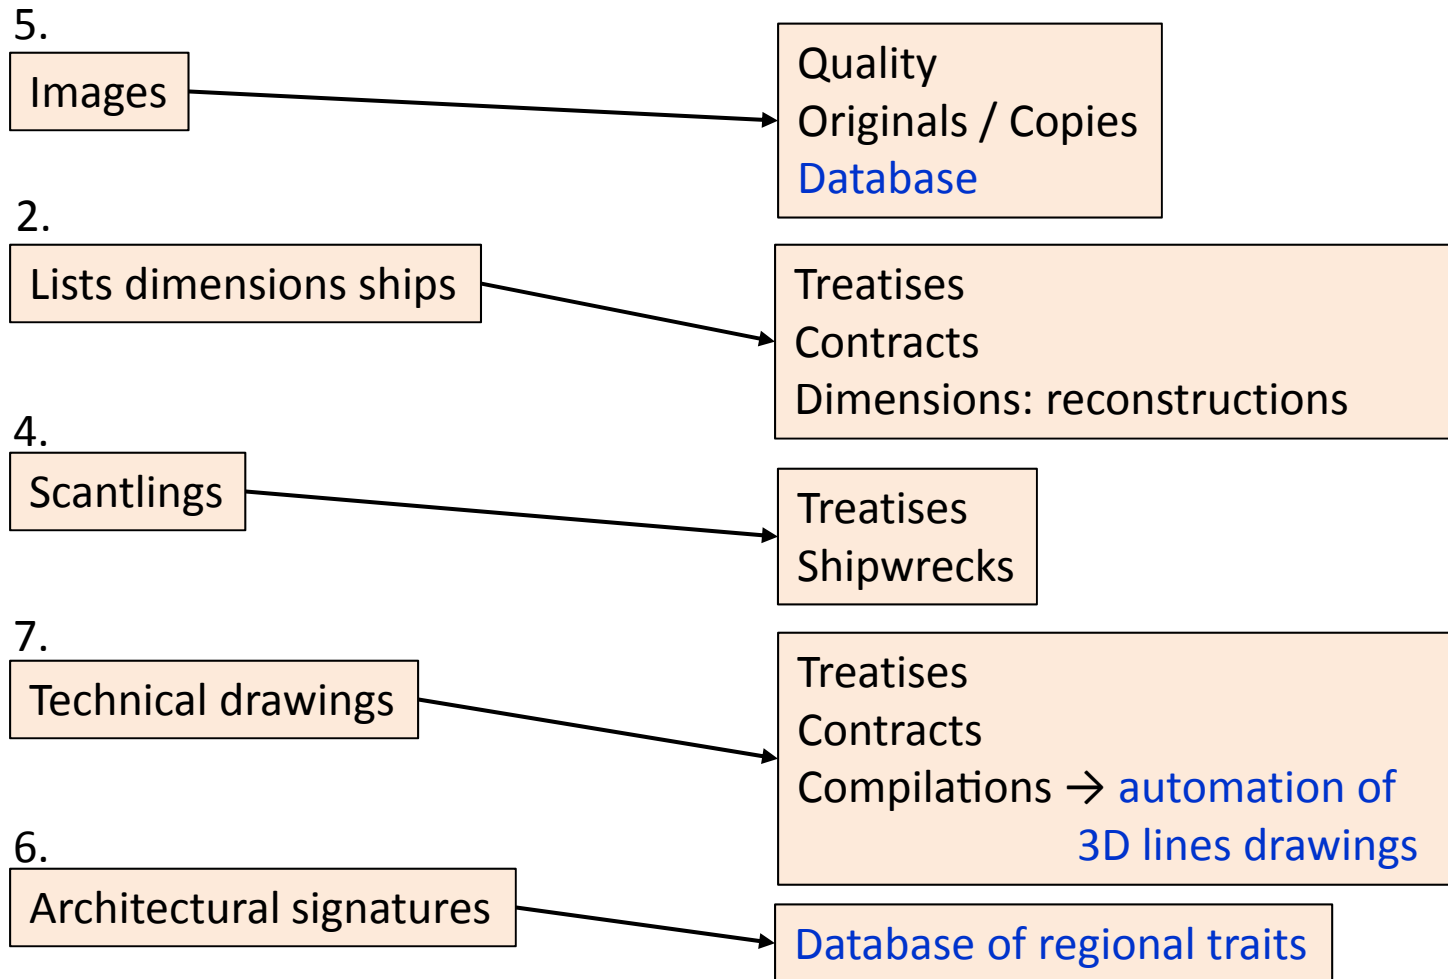 5.
Images
Quality
Originals / Copies
Database
2.
Lists dimensions ships
Treatises
Contracts
Dimensions: reconstructions
4.
Scantlings
Treatises
Shipwrecks
7.
Technical drawings
Treatises
Contracts
Compilations → automation of
3D lines drawings
6.
Architectural signatures
Database of regional traits